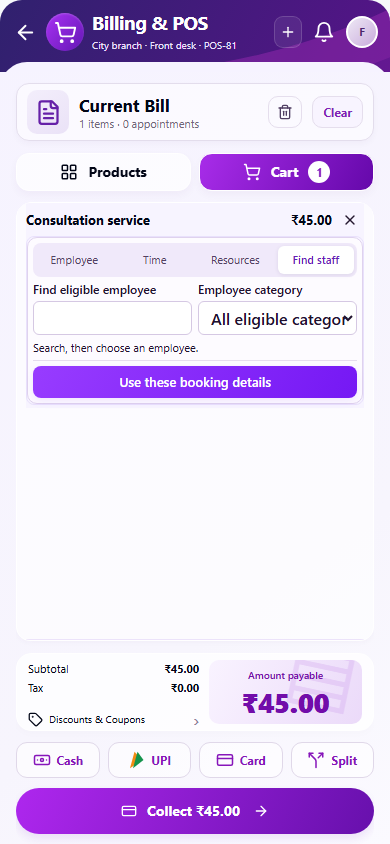 Billing & POS
City branch · Front desk · POS-81
F
Current Bill
1 items · 0 appointments
Clear
Products
Cart 1
Consultation service ₹45.00
Employee Time Resources Find staff
Find eligible employee Employee category
All eligible categor
Search, then choose an employee.
Use these booking details
Subtotal ₹45.00
Tax ₹0.00
Discounts & Coupons
Amount payable
₹45.00
Cash UPI Card Split
Collect ₹45.00